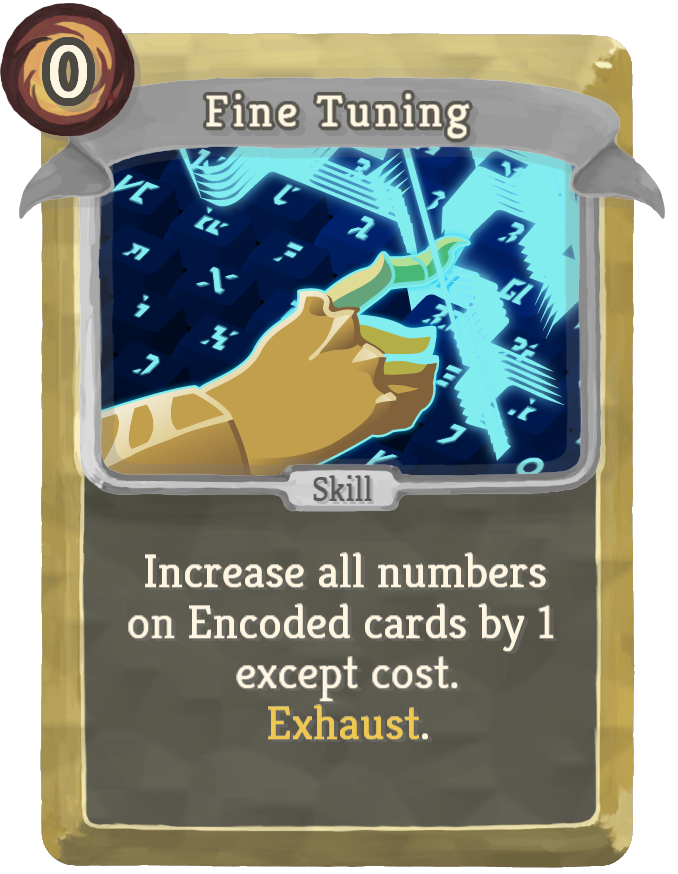 0
Fine Tuning
Skill
Increase all numbers
on Encoded cards by 1
except cost.
Exhaust.